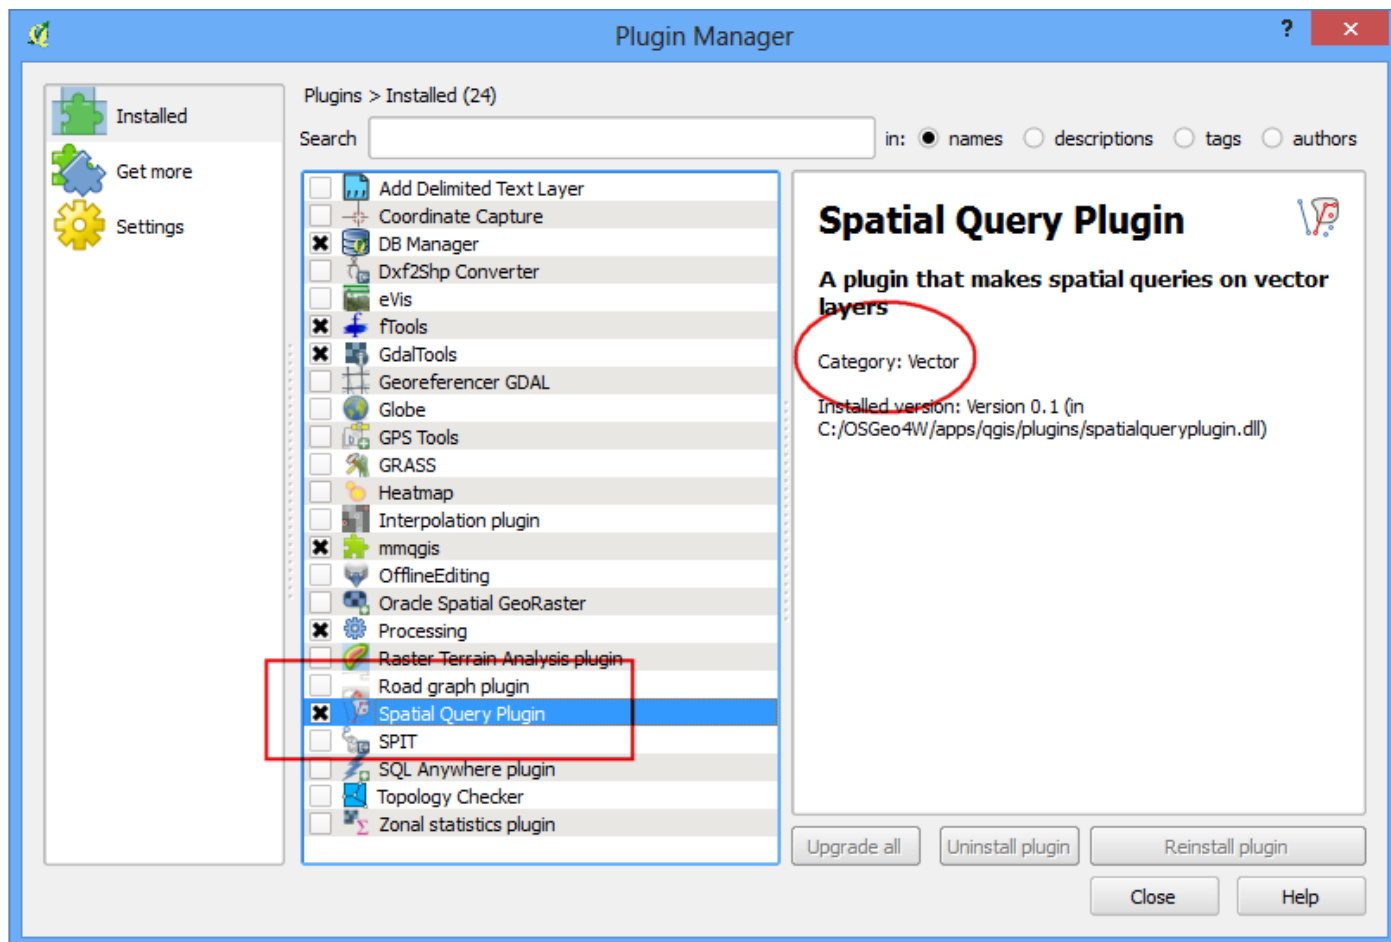 Plugin Manager
?
Installed
Get more
Settings
Plugins > Installed (24)
Search
in: names descriptions tags authors
Add Delimited Text Layer
Coordinate Capture
DB Manager
Dxf2Shp Converter
eVis
fTools
GdalTools
Georeferencer GDAL
Globe
GPS Tools
GRASS
Heatmap
Interpolation plugin
mmqgis
OfflineEditing
Oracle Spatial GeoRaster
Processing
Raster Terrain Analysis plugin
Road graph plugin
Spatial Query Plugin
SPIT
SQL Anywhere plugin
Topology Checker
Zonal statistics plugin
Spatial Query Plugin
A plugin that makes spatial queries on vector
layers
Category: Vector
Installed version: Version 0.1 (in
C:/OSGeo4W/apps/qgis/plugins/spatialqueryplugin.dll)
Upgrade all
Uninstall plugin
Reinstall plugin
Close
Help